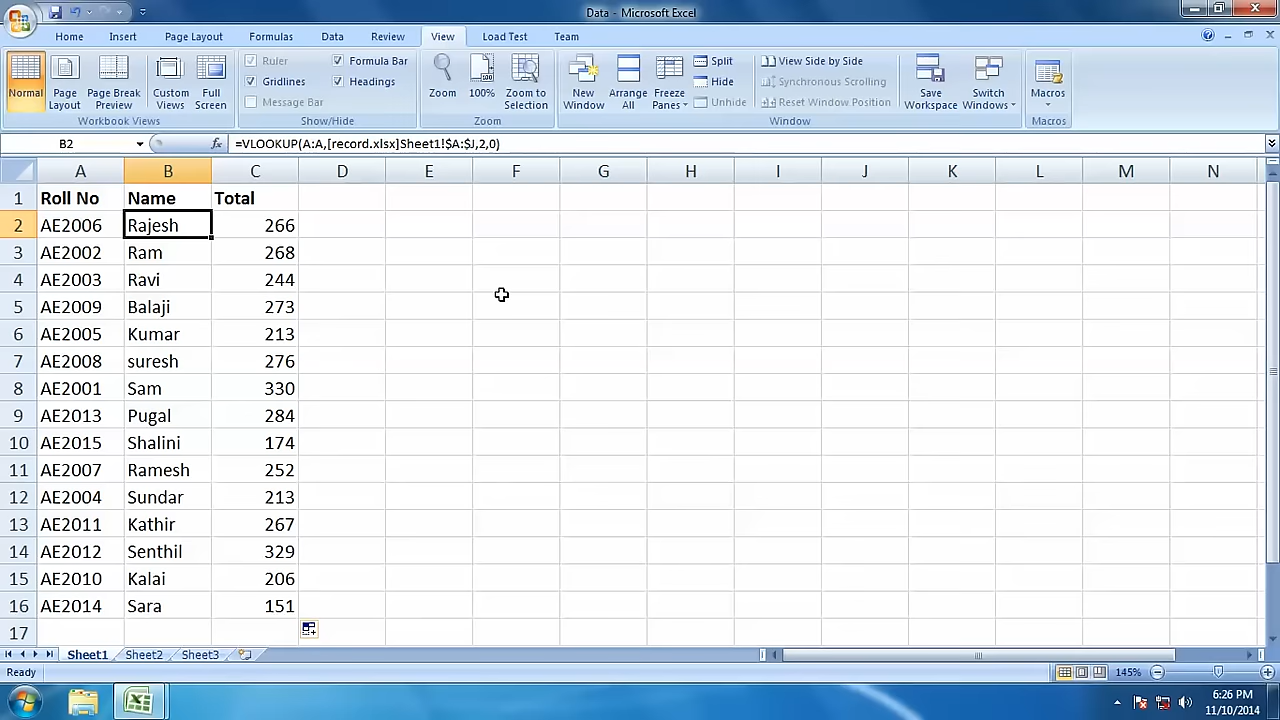 Data - Microsoft Excel
Home Insert Page Layout Formulas Data Review View Load Test Team
Normal
Page Layout
Page Break Preview
Custom Views
Full Screen
Workbook Views
Ruler
Gridlines
Message Bar
Formula Bar
Headings
Show/Hide
Zoom
100%
Zoom to Selection
Zoom
New Window
Arrange All
Freeze Panes
Split
Hide
Unhide
View Side by Side
Synchronous Scrolling
Reset Window Position
Save Workspace
Switch Windows
Window
Macros
Macros
B2 fx =VLOOKUP(A:A,[record.xlsx]Sheet1!$A:$J,2,0)
A B C D E F G H I J K L M N
1 Roll No Name Total
2 AE2006 Rajesh 266
3 AE2002 Ram 268
4 AE2003 Ravi 244
5 AE2009 Balaji 273
6 AE2005 Kumar 213
7 AE2008 suresh 276
8 AE2001 Sam 330
9 AE2013 Pugal 284
10 AE2015 Shalini 174
11 AE2007 Ramesh 252
12 AE2004 Sundar 213
13 AE2011 Kathir 267
14 AE2012 Senthil 329
15 AE2010 Kalai 206
16 AE2014 Sara 151
17
Sheet1 Sheet2 Sheet3
Ready 145%
6:26 PM
11/10/2014